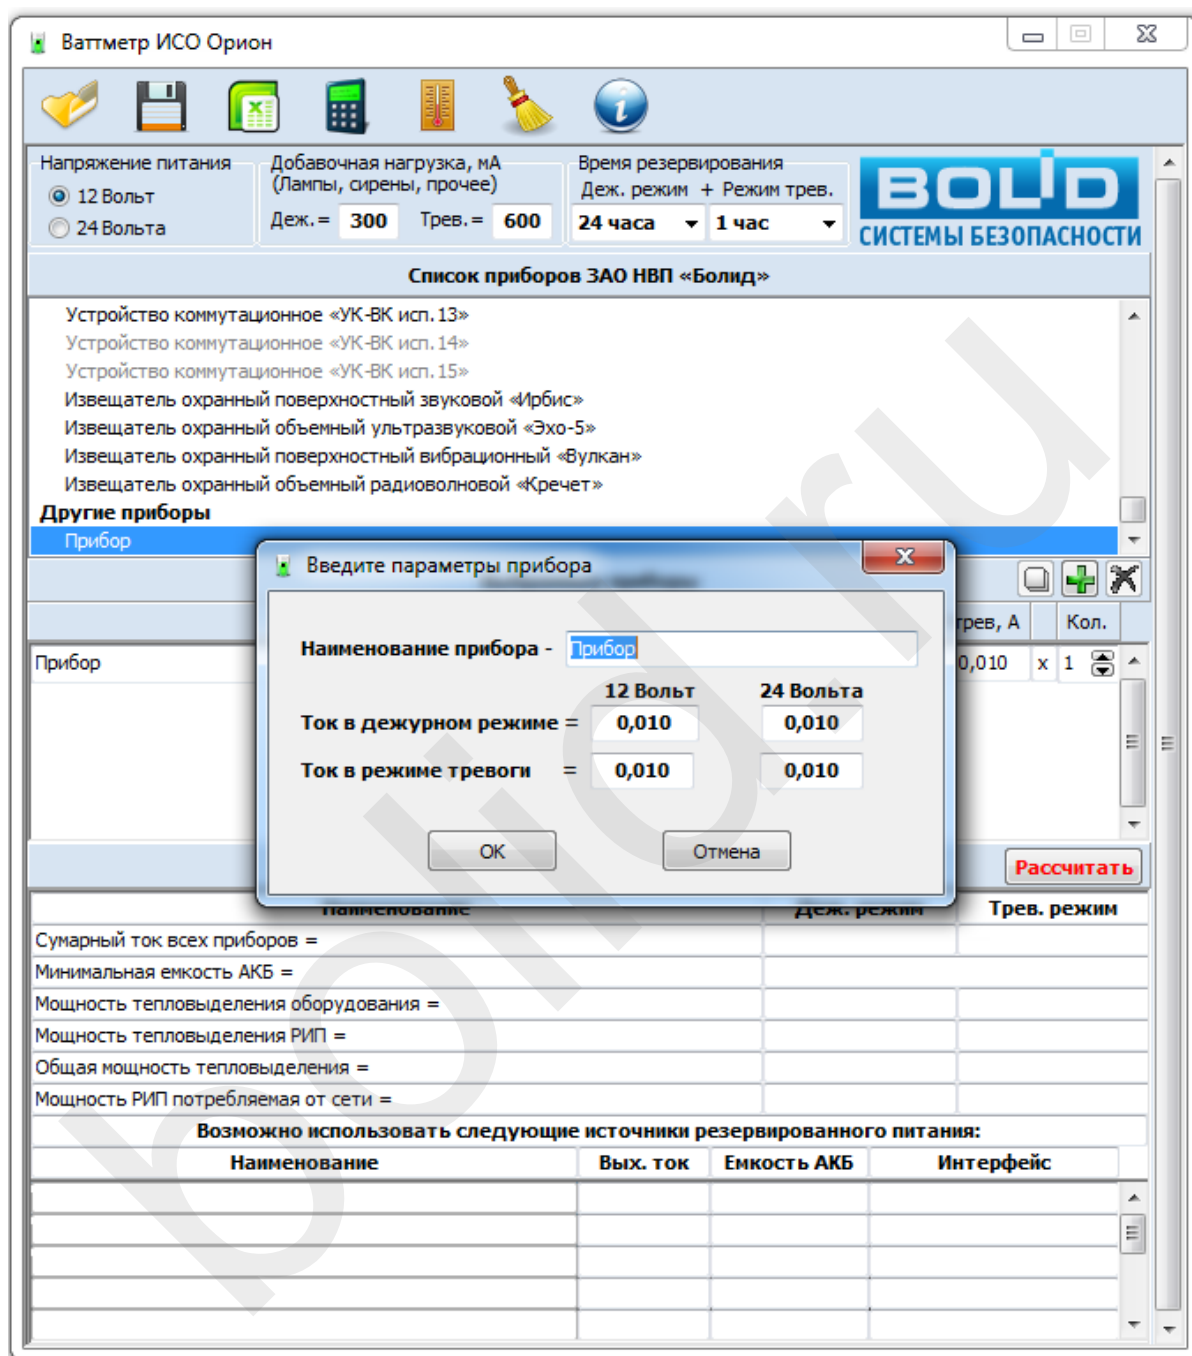 Ваттметр ИСО Орион
Напряжение питания
12 Вольт
24 Вольта
Добавочная нагрузка, мА
(Лампы, сирены, прочее)
Деж. = 300 Трев. = 600
Время резервирования
Деж. режим + Режим трев.
24 часа 1 час
BOLID
СИСТЕМЫ БЕЗОПАСНОСТИ
Список приборов ЗАО НВП «Болид»
Устройство коммутационное «УК-ВК исп.13»
Устройство коммутационное «УК-ВК исп.14»
Устройство коммутационное «УК-ВК исп.15»
Извещатель охранный поверхностный звуковой «Ирбис»
Извещатель охранный объемный ультразвуковой «Эхо-5»
Извещатель охранный поверхностный вибрационный «Вулкан»
Извещатель охранный объемный радиоволновой «Кречет»
Другие приборы
Прибор
Введите параметры прибора
трев, А Кол.
Прибор 0,010 x 1
Наименование прибора - Прибор
12 Вольт 24 Вольта
Ток в дежурном режиме = 0,010 0,010
Ток в режиме тревоги = 0,010 0,010
ОК Отмена
Рассчитать
Наименование Деж. режим Трев. режим
Сумарный ток всех приборов =
Минимальная емкость АКБ =
Мощность тепловыделения оборудования =
Мощность тепловыделения РИП =
Общая мощность тепловыделения =
Мощность РИП потребляемая от сети =
Возможно использовать следующие источники резервированного питания:
Наименование Вых. ток Емкость АКБ Интерфейс
bolid.ru